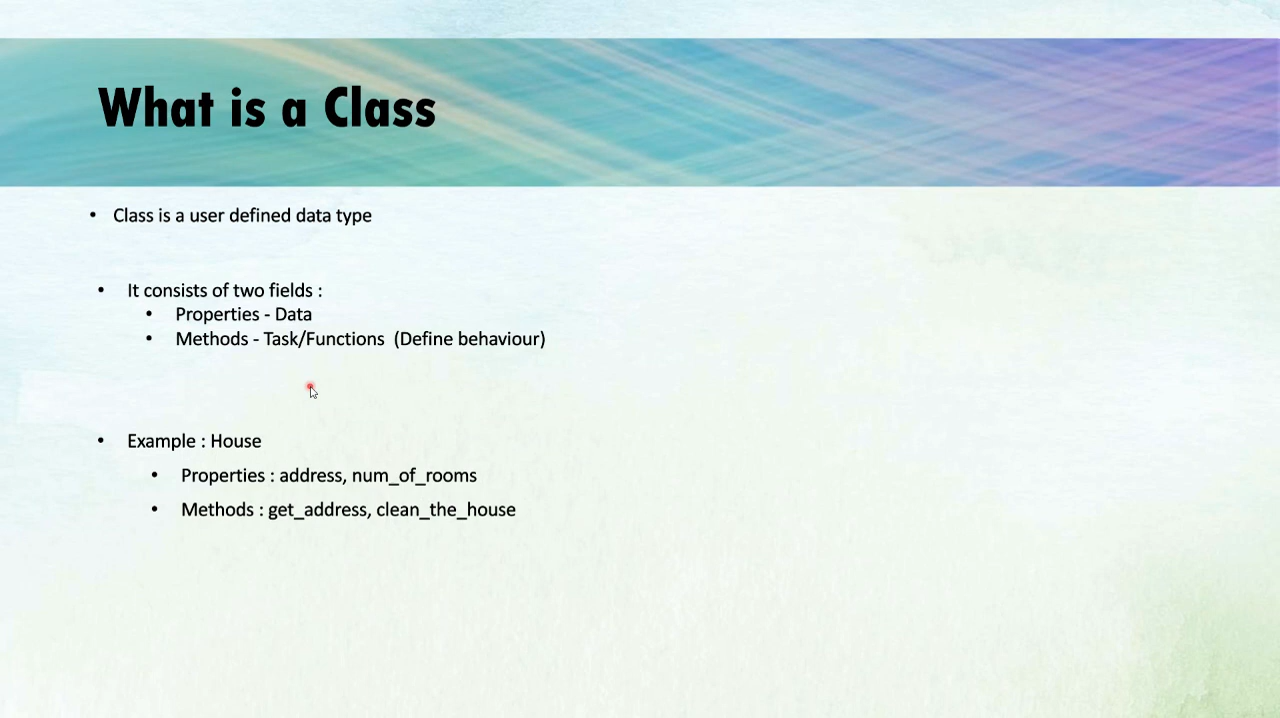 What is a Class
• Class is a user defined data type
• It consists of two fields :
• Properties - Data
• Methods - Task/Functions (Define behaviour)
• Example : House
• Properties : address, num_of_rooms
• Methods : get_address, clean_the_house